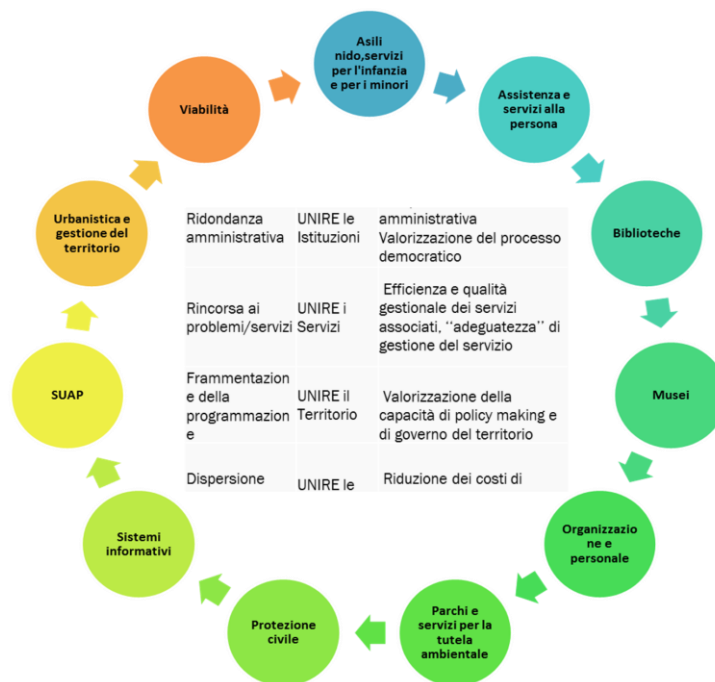 Asili
nido,servizi
per l'infanzia
e per i minori
Assistenza e
servizi alla
persona
Biblioteche
Musei
Organizzazio
ne e
personale
Parchi e
servizi per la
tutela
ambientale
Protezione
civile
Sistemi
informativi
SUAP
Urbanistica e
gestione del
territorio
Viabilità
Ridondanza
amministrativa
UNIRE le
Istituzioni
amministrativa
Valorizzazione del processo
democratico
Rincorsa ai
problemi/servizi
UNIRE i
Servizi
Efficienza e qualità
gestionale dei servizi
associati, ‘‘adeguatezza’’ di
gestione del servizio
Frammentazion
e della
programmazion
e
UNIRE il
Territorio
Valorizzazione della
capacità di policy making e
di governo del territorio
Dispersione
UNIRE le
Riduzione dei costi di